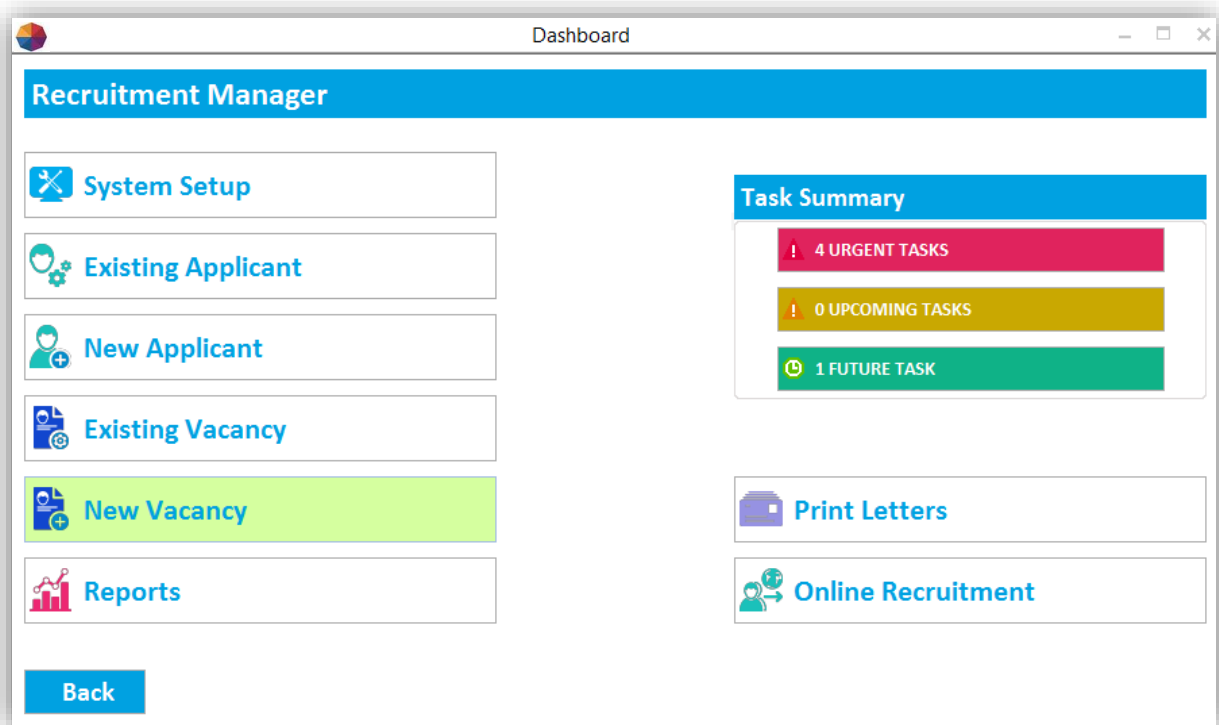 Dashboard
Recruitment Manager
System Setup
Existing Applicant
New Applicant
Existing Vacancy
New Vacancy
Reports
Task Summary
4 URGENT TASKS
0 UPCOMING TASKS
1 FUTURE TASK
Print Letters
Online Recruitment
Back